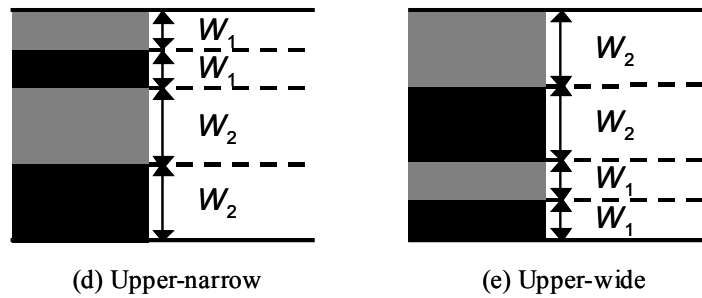 W₁
W₁
W₂
W₂
(d) Upper-narrow
W₂
W₂
W₁
W₁
(e) Upper-wide